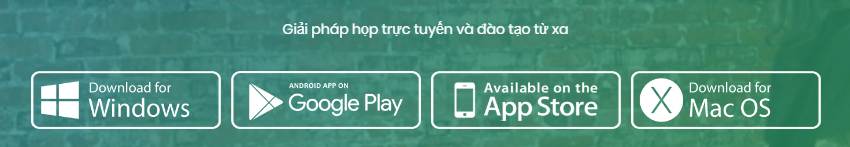 Giải pháp họp trực tuyến và đào tạo từ xa
Download for
Windows
ANDROID APP ON
Google Play
Available on the
App Store
Download for
Mac OS